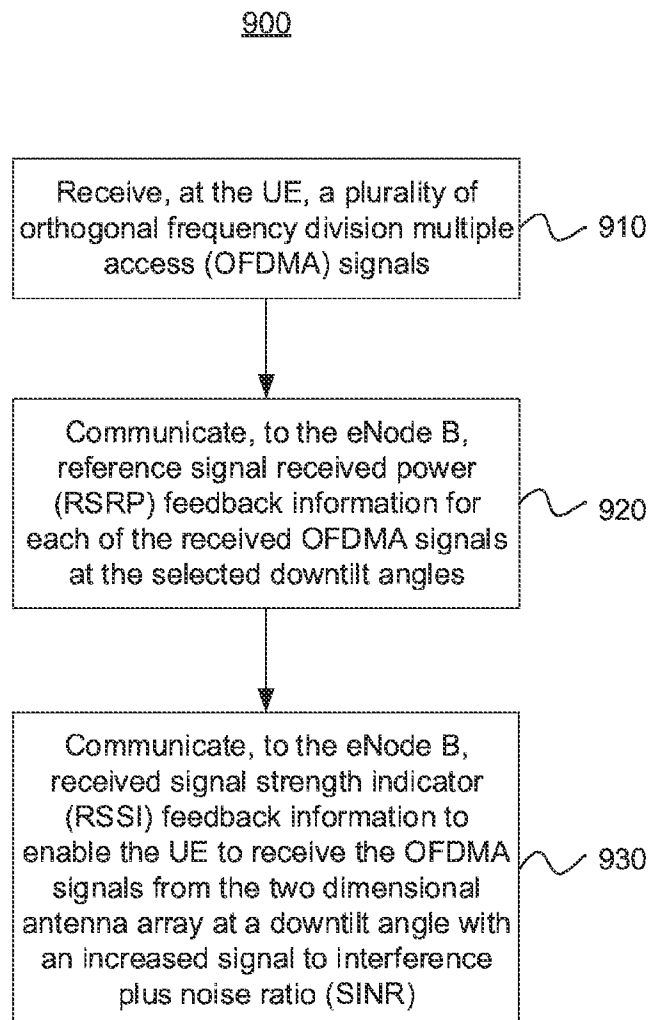 900
Receive, at the UE, a plurality of
orthogonal frequency division multiple
access (OFDMA) signals
910
Communicate, to the eNode B,
reference signal received power
(RSRP) feedback information for
each of the received OFDMA signals
at the selected downtilt angles
920
Communicate, to the eNode B,
received signal strength indicator
(RSSI) feedback information to
enable the UE to receive the OFDMA
signals from the two dimensional
antenna array at a downtilt angle with
an increased signal to interference
plus noise ratio (SINR)
930